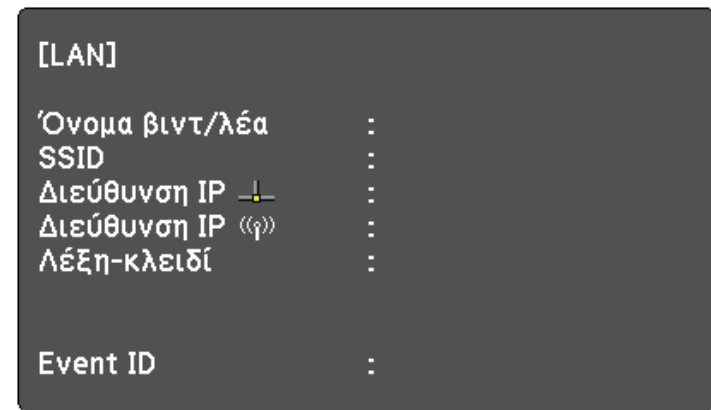 [LAN]
Όνομα βιντ/λέα :
SSID :
Διεύθυνση IP :
Διεύθυνση IP :
Λέξη-κλειδί :
Event ID :